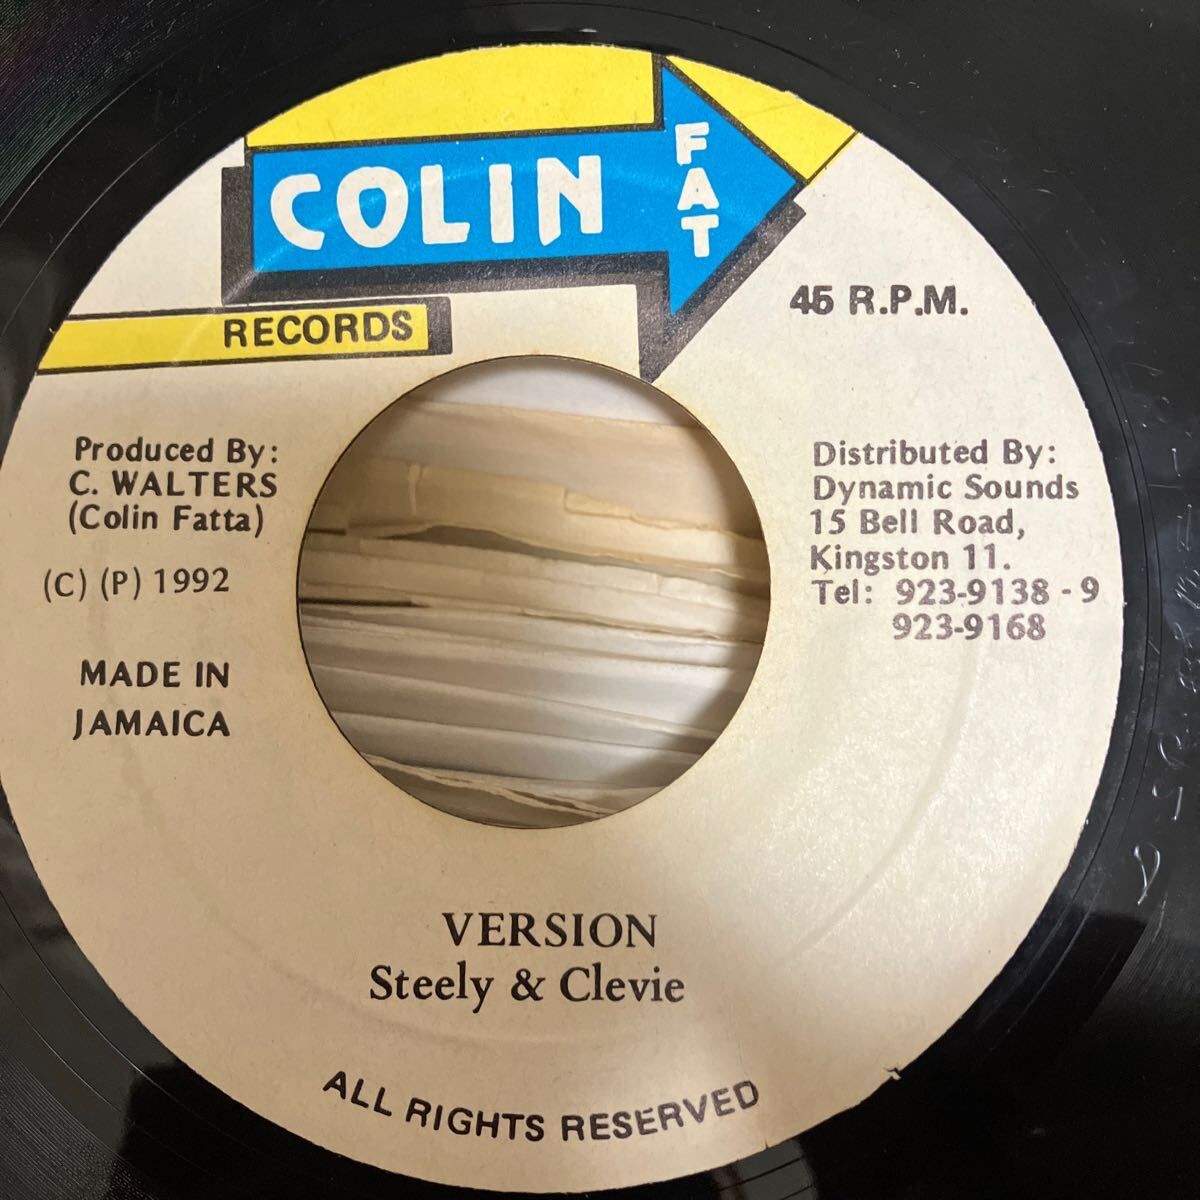 COLIN FAT
RECORDS
45 R.P.M.
Produced By:
C. WALTERS
(Colin Fatta)
(C) (P) 1992
MADE IN
JAMAICA
Distributed By:
Dynamic Sounds
15 Bell Road,
Kingston 11.
Tel: 923-9138 - 9
923-9168
VERSION
Steely & Clevie
ALL RIGHTS RESERVED